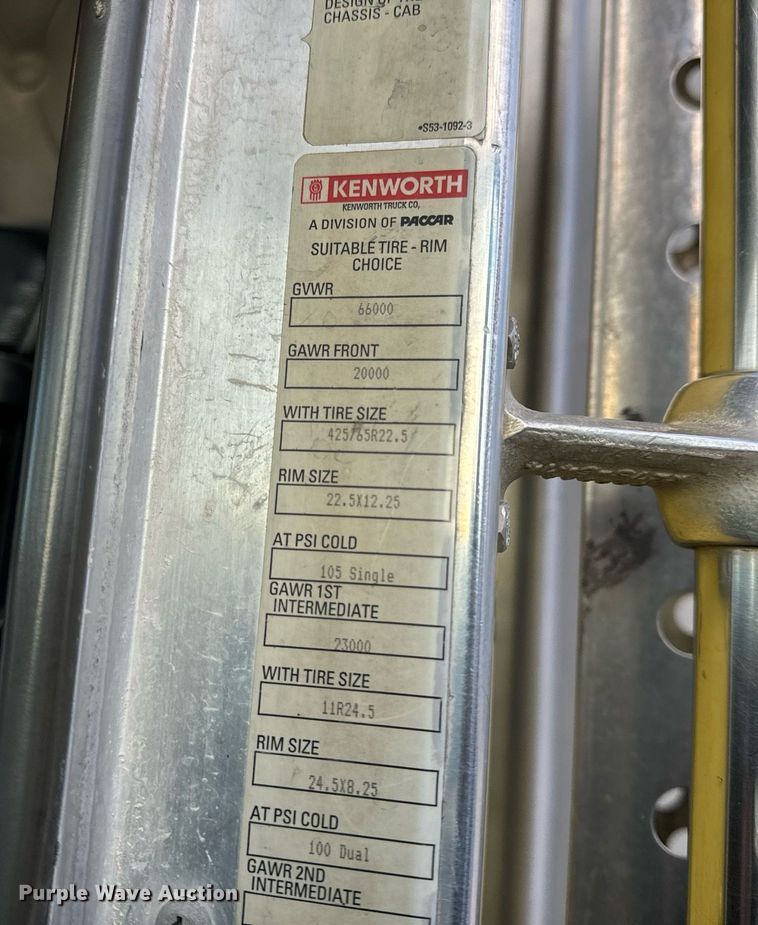 CHASSIS - CAB
•S53-1092-3
KENWORTH
KENWORTH TRUCK CO,
A DIVISION OF PACCAR
SUITABLE TIRE - RIM
CHOICE
GVWR
66000
GAWR FRONT
20000
WITH TIRE SIZE
425/65R22.5
RIM SIZE
22.5X12.25
AT PSI COLD
105 Single
GAWR 1ST
INTERMEDIATE
23000
WITH TIRE SIZE
11R24.5
RIM SIZE
24.5X8.25
AT PSI COLD
100 Dual
GAWR 2ND
INTERMEDIATE
Purple Wave Auction